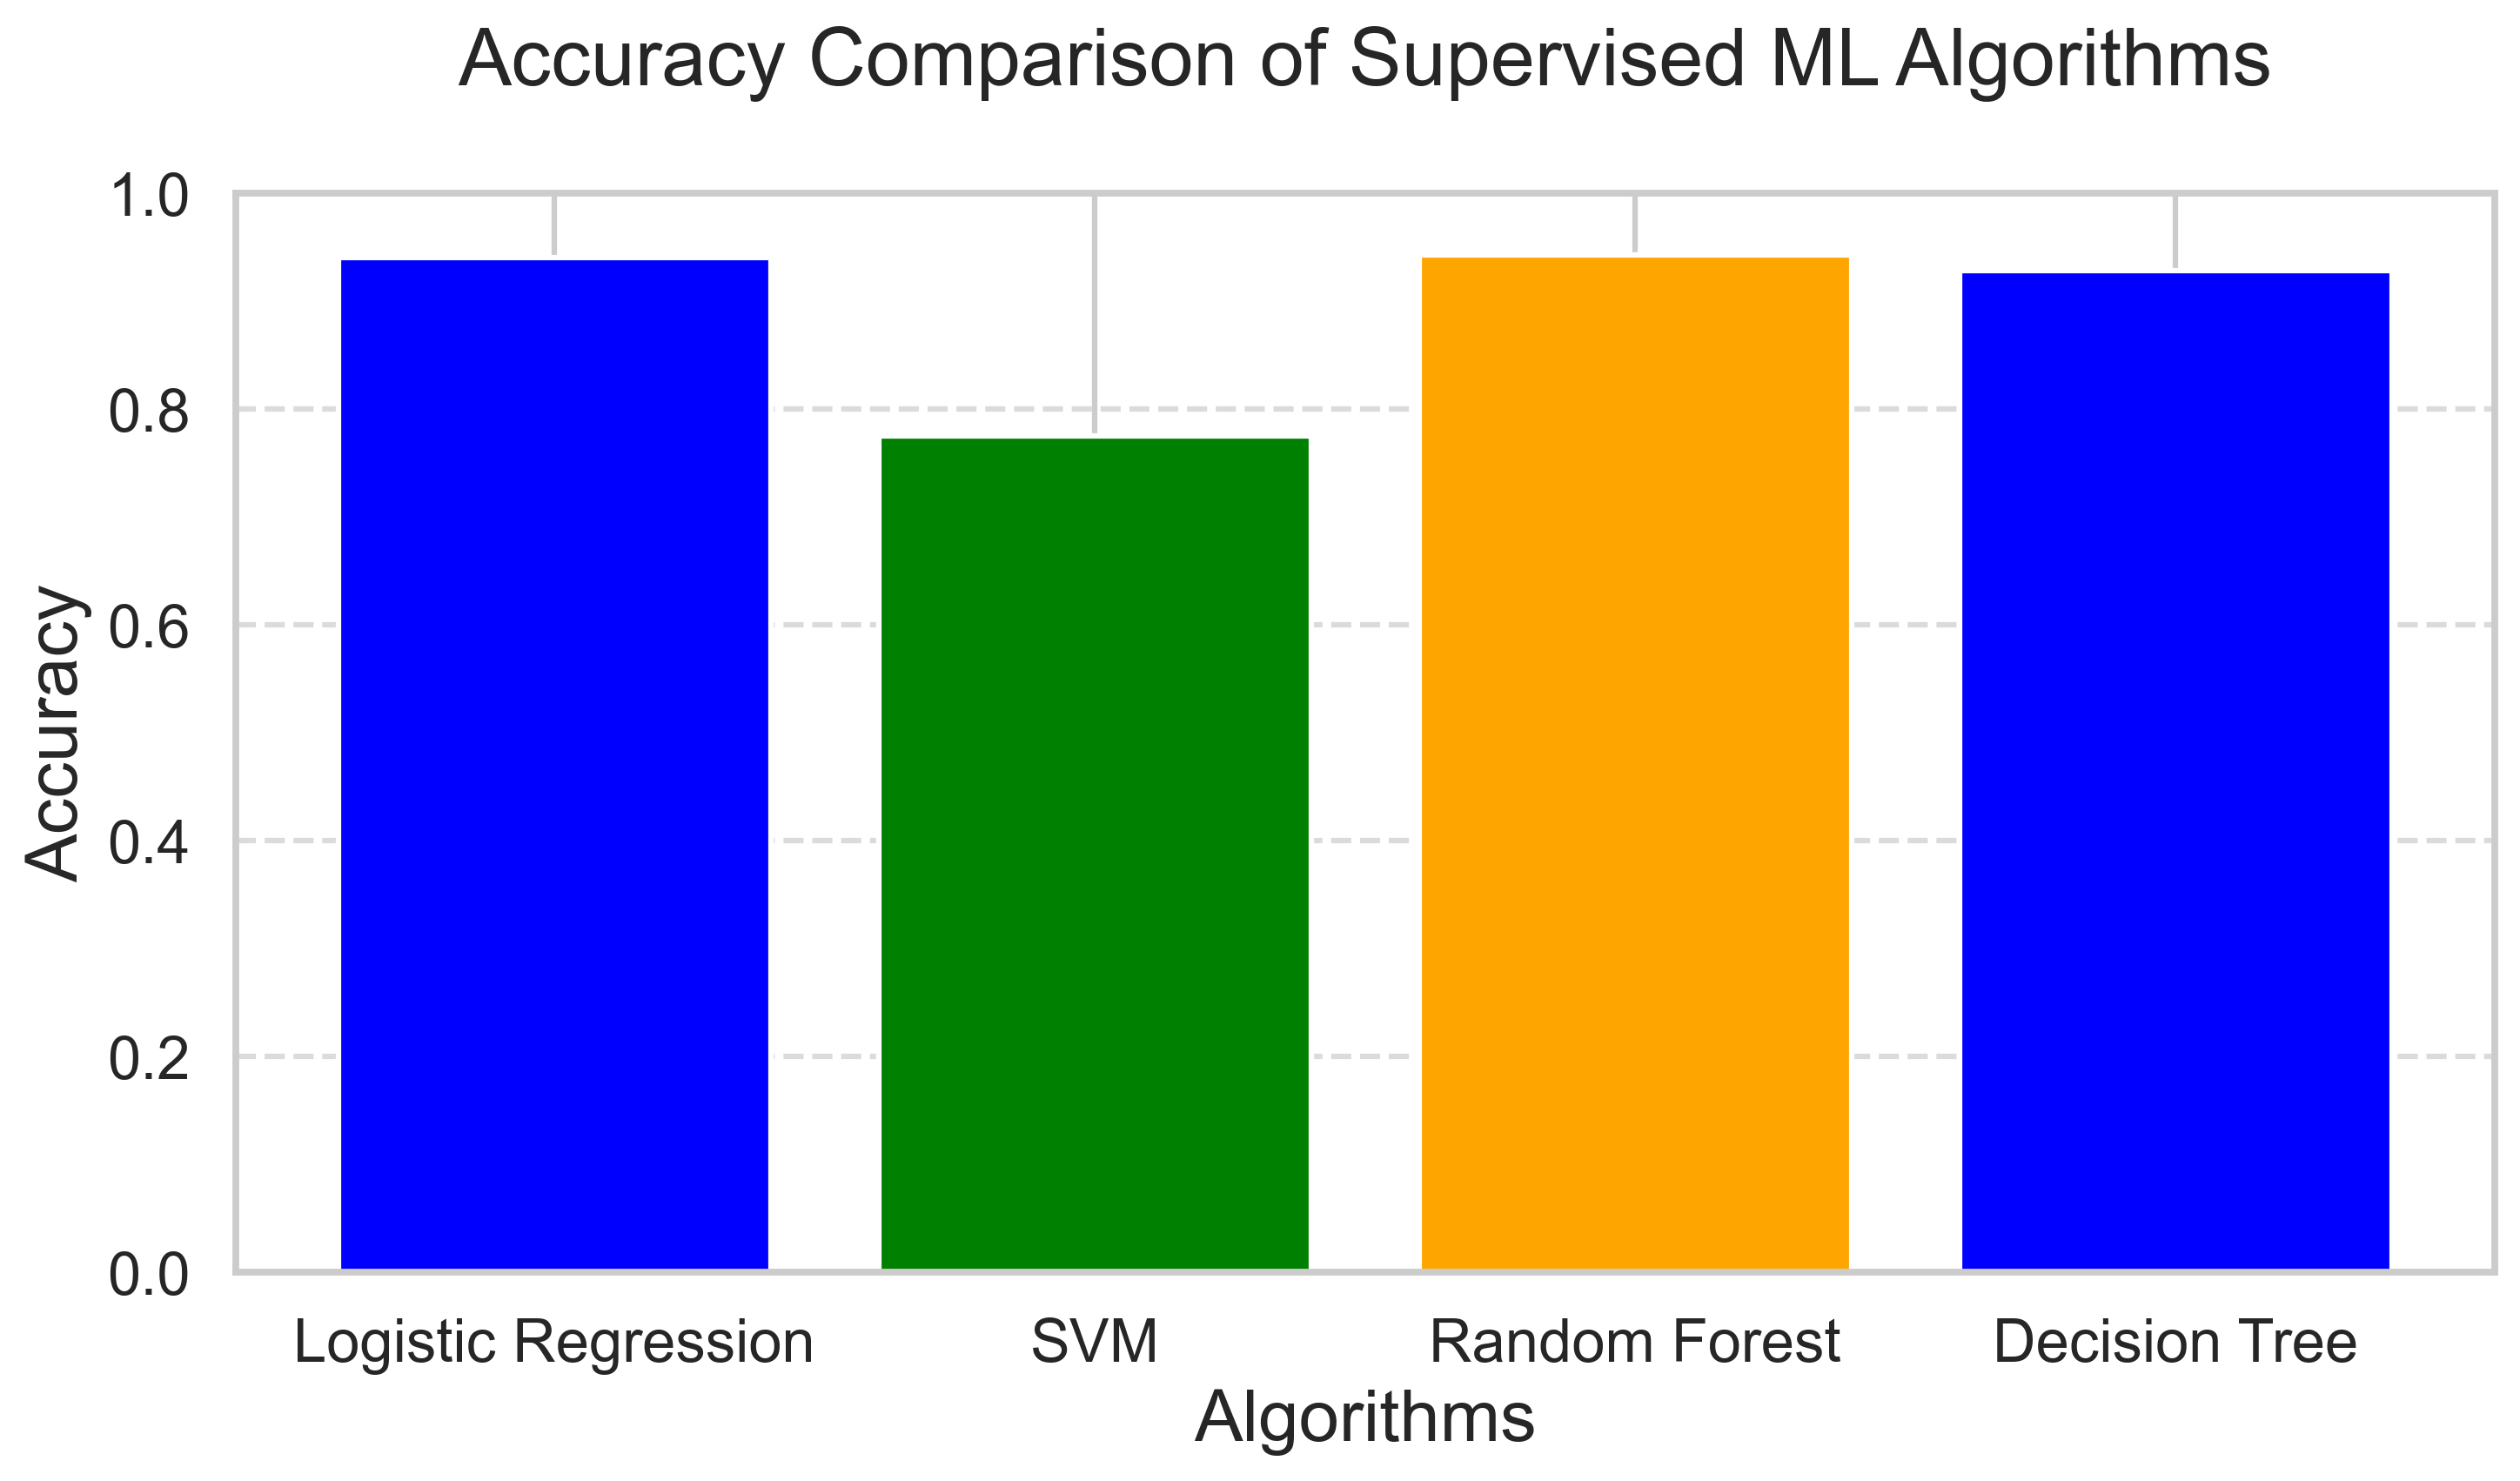 Accuracy Comparison of Supervised ML Algorithms
1.0
0.8
0.6
0.4
0.2
0.0
Accuracy
Logistic Regression SVM Random Forest Decision Tree
Algorithms